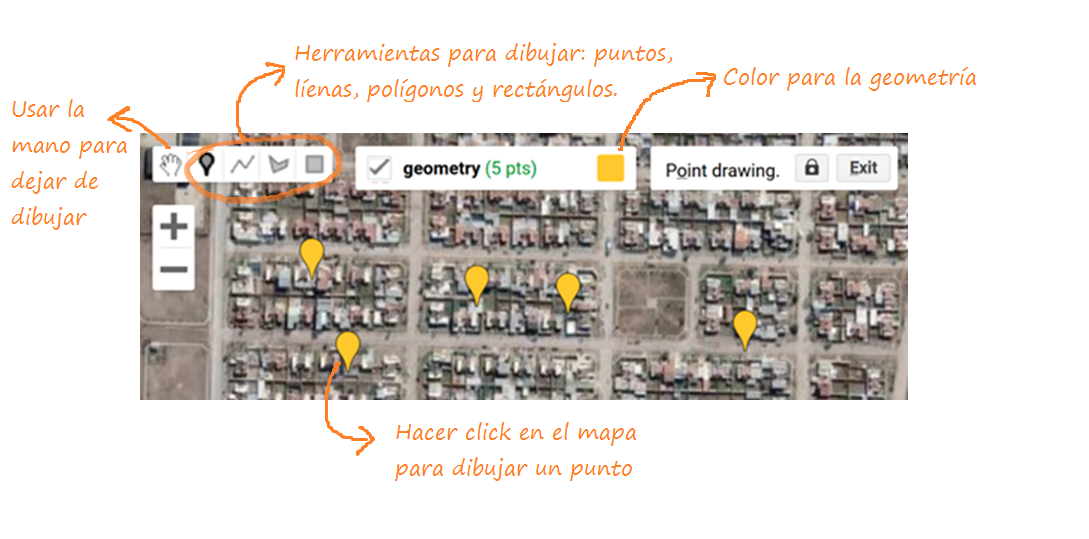 Herramientas para dibujar: puntos,
líenas, polígonos y rectángulos.
Color para la geometría
Usar la
mano para
dejar de
dibujar
geometry (5 pts)
Point drawing.
Exit
Hacer click en el mapa
para dibujar un punto